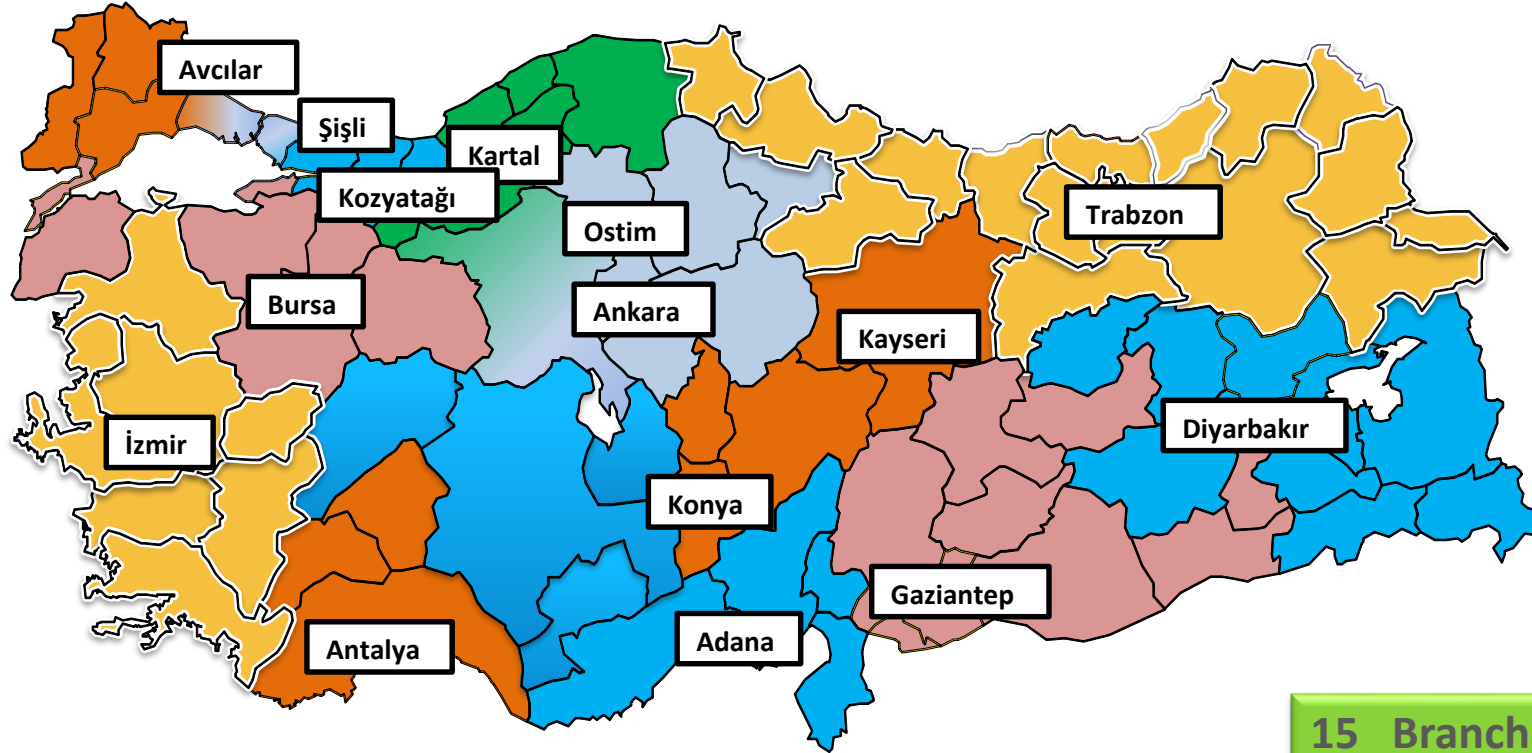 Avcılar
Şişli
Kartal
Kozyatağı
Ostim
Trabzon
Bursa
Ankara
Kayseri
İzmir
Diyarbakır
Konya
Gaziantep
Antalya
Adana
15 Branch